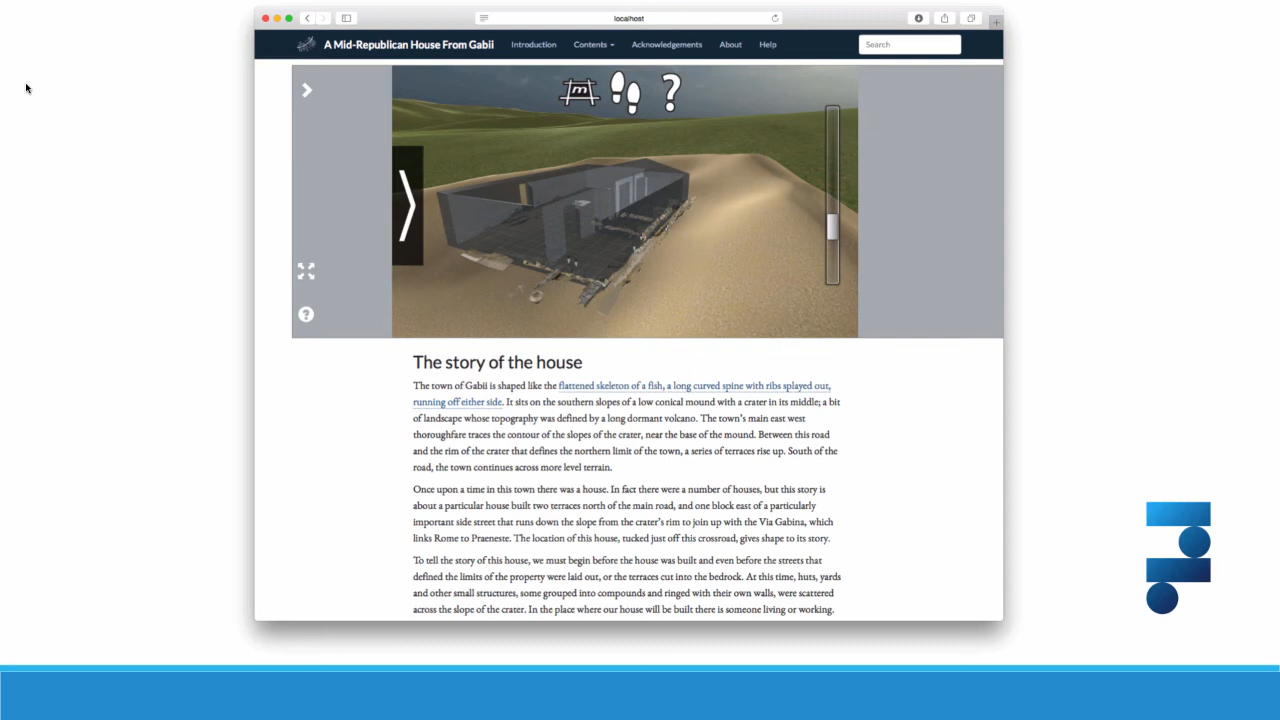 localhost
A Mid-Republican House From Gabii
Introduction
Contents
Acknowledgements
About
Help
Search
m
?
?
The story of the house
The town of Gabii is shaped like the flattened skeleton of a fish, a long curved spine with ribs splayed out,
running off either side. It sits on the southern slopes of a low conical mound with a crater in its middle; a bit
of landscape whose topography was defined by a long dormant volcano. The town's main east west
thoroughfare traces the contour of the slopes of the crater, near the base of the mound. Between this road
and the rim of the crater that defines the northern limit of the town, a series of terraces rise up. South of the
road, the town continues across more level terrain.
Once upon a time in this town there was a house. In fact there were a number of houses, but this story is
about a particular house built two terraces north of the main road, and one block east of a particularly
important side street that runs down the slope from the crater's rim to join up with the Via Gabina, which
links Rome to Praeneste. The location of this house, tucked just off this crossroad, gives shape to its story.
To tell the story of this house, we must begin before the house was built and even before the streets that
defined the limits of the property were laid out, or the terraces cut into the bedrock. At this time, huts, yards
and other small structures, some grouped into compounds and ringed with their own walls, were scattered
across the slope of the crater. In the place where our house will be built there is someone living or working.